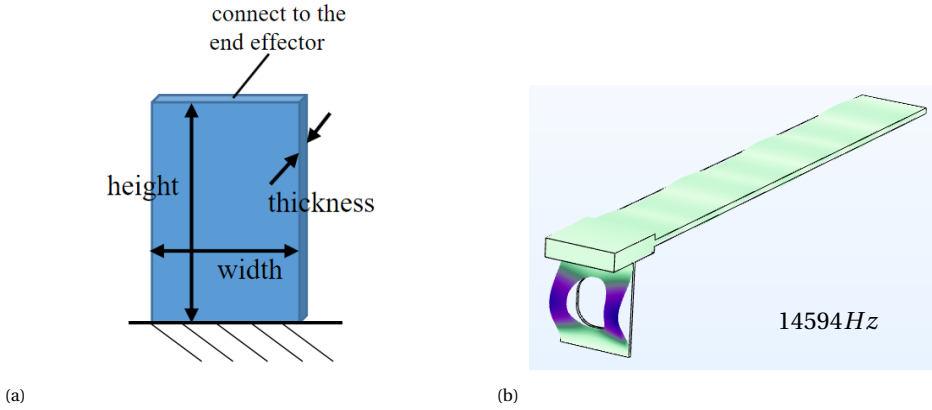 connect to the
end effector
height
thickness
width
14594Hz
(a)
(b)